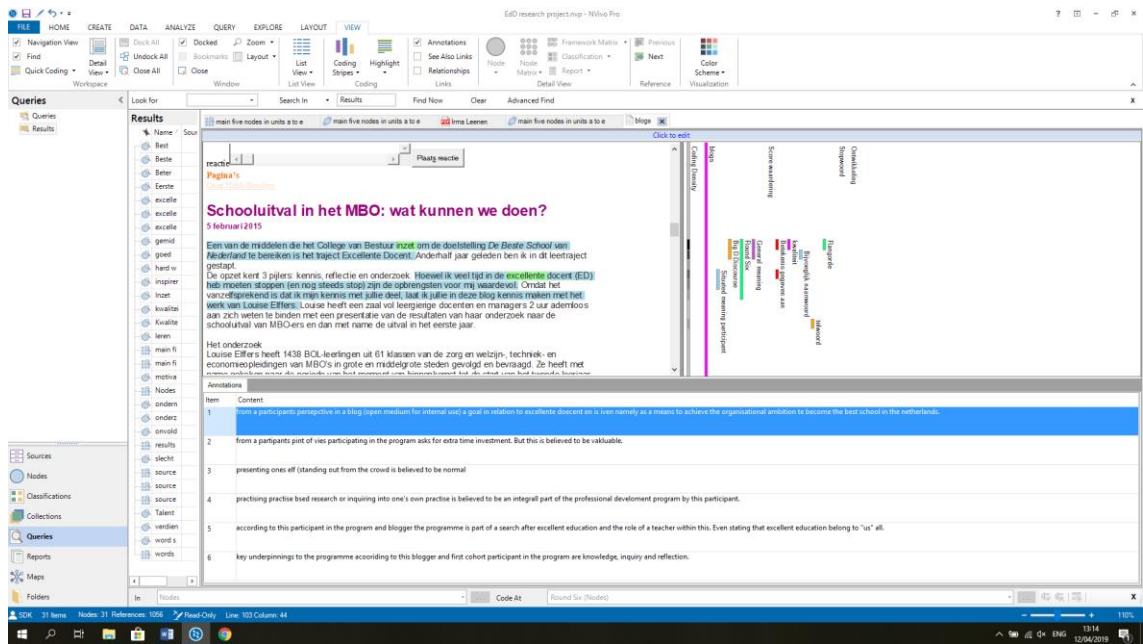 EdD research project.nvp - NVivo Pro
FILE HOME CREATE DATA ANALYZE QUERY EXPLORE LAYOUT VIEW
Navigation View
Find
Quick Coding
Detail View
Workspace
Dock All
Undock All
Close All
Docked
Bookmarks
Close
Zoom
Layout
Window
List View
List View
Coding Stripes
Highlight
Coding
Annotations
See Also Links
Relationships
Links
Node
Node Matrix
Framework Matrix
Classification
Report
Detail View
Previous
Next
Reference
Color Scheme
Visualization
Queries
Queries
Results
Look for Search In Results Find Now Clear Advanced Find
Results
Name Sour
Best
Beste
Beter
Eerste
excelle
excelle
excelle
gemid
goed
hard w
inspirer
Inzet
kwalitei
Kwalite
leren
main fi
main fi
motiva
Nodes
ondern
onderz
onvold
results
slecht
source
source
source
Talent
verdien
word s
words
main five nodes in units a to e
main five nodes in units a to e
Irma Leenen
main five nodes in units a to e
blogs
Click to edit
reactie
Plaats reactie
Pagina's
Schooluitval in het MBO: wat kunnen we doen?
5 februari 2015
Een van de middelen die het College van Bestuur inzet om de doelstelling De Beste School van
Nederland te bereiken is het traject Excellente Docent. Anderhalf jaar geleden ben ik in dit leertraject
gestapt.
De opzet kent 3 pijlers: kennis, reflectie en onderzoek. Hoewel ik veel tijd in de excellente docent (ED)
heb moeten stoppen (en nog steeds stop) zijn de opbrengsten voor mij waardevol. Omdat het
vanzelfsprekend is dat ik mijn kennis met jullie deel, laat ik jullie in deze blog kennis maken met het
werk van Louise Elffers. Louise heeft een zaal vol leergierige docenten en managers 2 uur ademloos
aan zich weten te binden met een presentatie van de resultaten van haar onderzoek naar de
schooluitval van MBO-ers en dan met name de uitval in het eerste jaar.
Het onderzoek
Louise Elffers heeft 1438 BOL-leerlingen uit 61 klassen van de zorg en welzijn-, techniek- en
economieopleidingen van MBO's in grote en middelgrote steden gevolgd en bevraagd. Ze heeft met
Coding Density
blogs
Score waardering
Stopwoord
Ontwikkeling
Big D Discourse
Round Six
General meaning
Situated meaning participant
Betekenis gegeven aan
kwaliteit
Bijvoeglijk naamwoord
telwoord
Rangorde
Annotations
Item Content
1 from a participants persepctive in a blog (open medium for internal use) a goal in relation to excellente doecent en is iven namely as a means to achieve the organisational ambition to become the best school in the netherlands.
2 from a partipants pint of vies participating in the program asks for extra time investment. But this is believed to be vakluable.
3 presenting ones elf (standing out from the crowd is believed to be normal
4 practising practise bsed research or inquiring into one's own practise is believed to be an integrall part of the professional develoment program by this participant.
5 according to this participant in the program and blogger the programme is part of a search after excellent education and the role of a teacher within this. Even stating that excellent education belong to "us" all.
6 key underpinnings to the programme acooriding to this blogger and first cohort participant in the program are knowledge, inquiry and reflection.
Sources
Nodes
Classifications
Collections
Queries
Reports
Maps
Folders
In Nodes Code At Round Six (Nodes)
SDK 31 Items Nodes: 31 References: 1056 Read-Only Line: 103 Column: 44 110%
ENG 13:14
12/04/2019